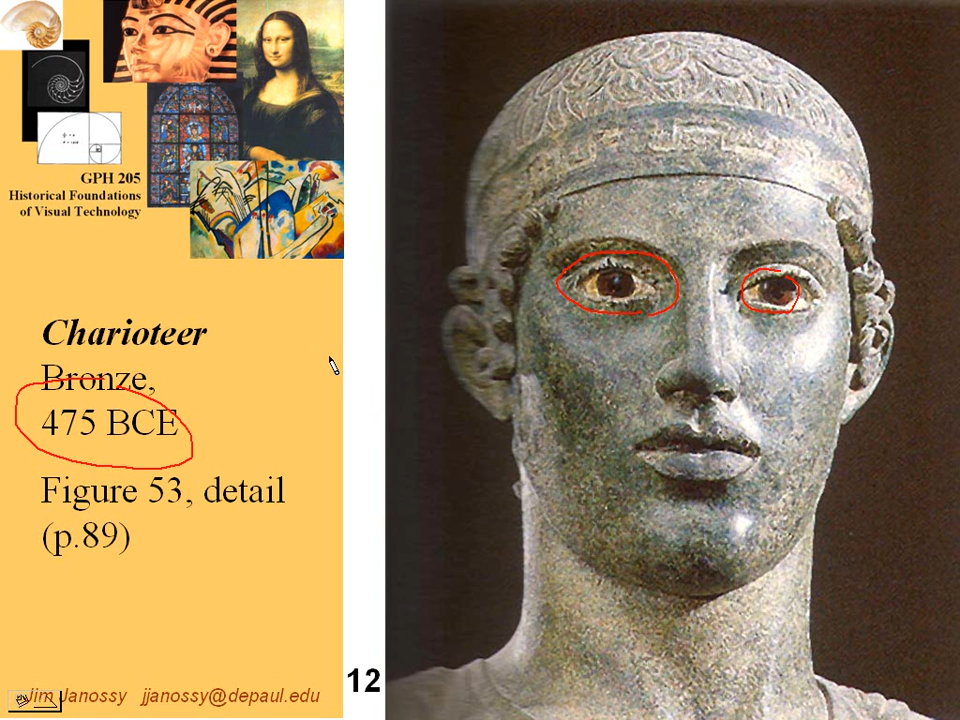 GPH 205
Historical Foundations
of Visual Technology
Charioteer
Bronze,
475 BCE
Figure 53, detail
(p.89)
Jim Janossy jjanossy@depaul.edu
12